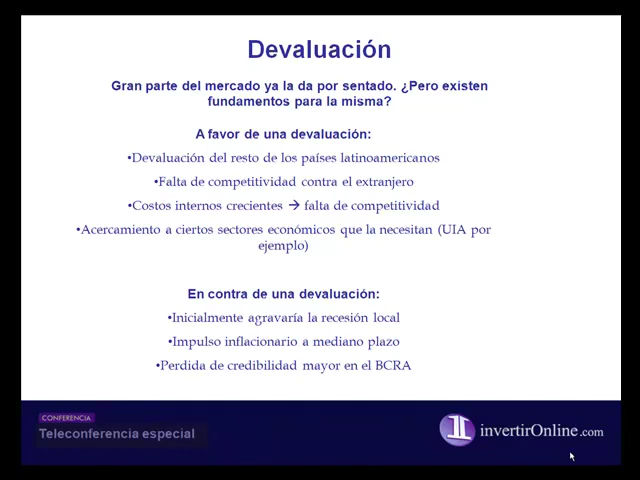 Devaluación
Gran parte del mercado ya la da por sentado. ¿Pero existen
fundamentos para la misma?
A favor de una devaluación:
•Devaluación del resto de los países latinoamericanos
•Falta de competitividad contra el extranjero
•Costos internos crecientes → falta de competitividad
•Acercamiento a ciertos sectores económicos que la necesitan (UIA por
ejemplo)
En contra de una devaluación:
•Inicialmente agravaría la recesión local
•Impulso inflacionario a mediano plazo
•Perdida de credibilidad mayor en el BCRA
CONFERENCIA
Teleconferencia especial
invertirOnline.com